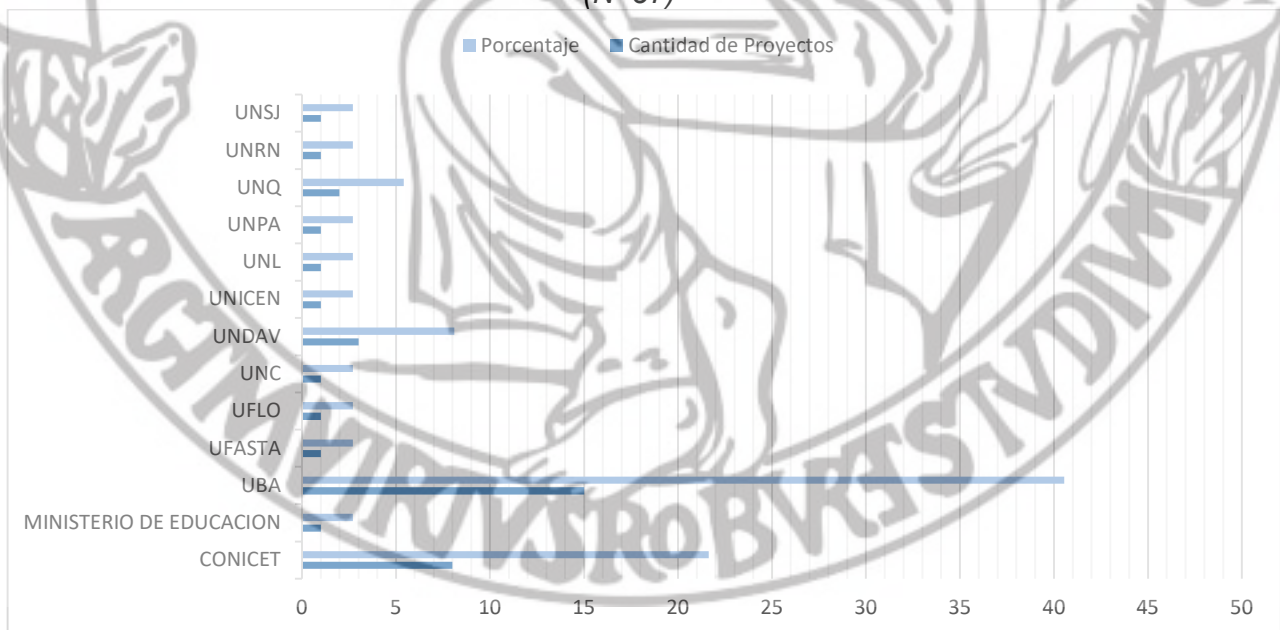 (N=37)
Porcentaje Cantidad de Proyectos
UNSJ
UNRN
UNQ
UNPA
UNL
UNICEN
UNDAV
UNC
UFLO
UFASTA
UBA
MINISTERIO DE EDUCACION
CONICET
0 5 10 15 20 25 30 35 40 45 50